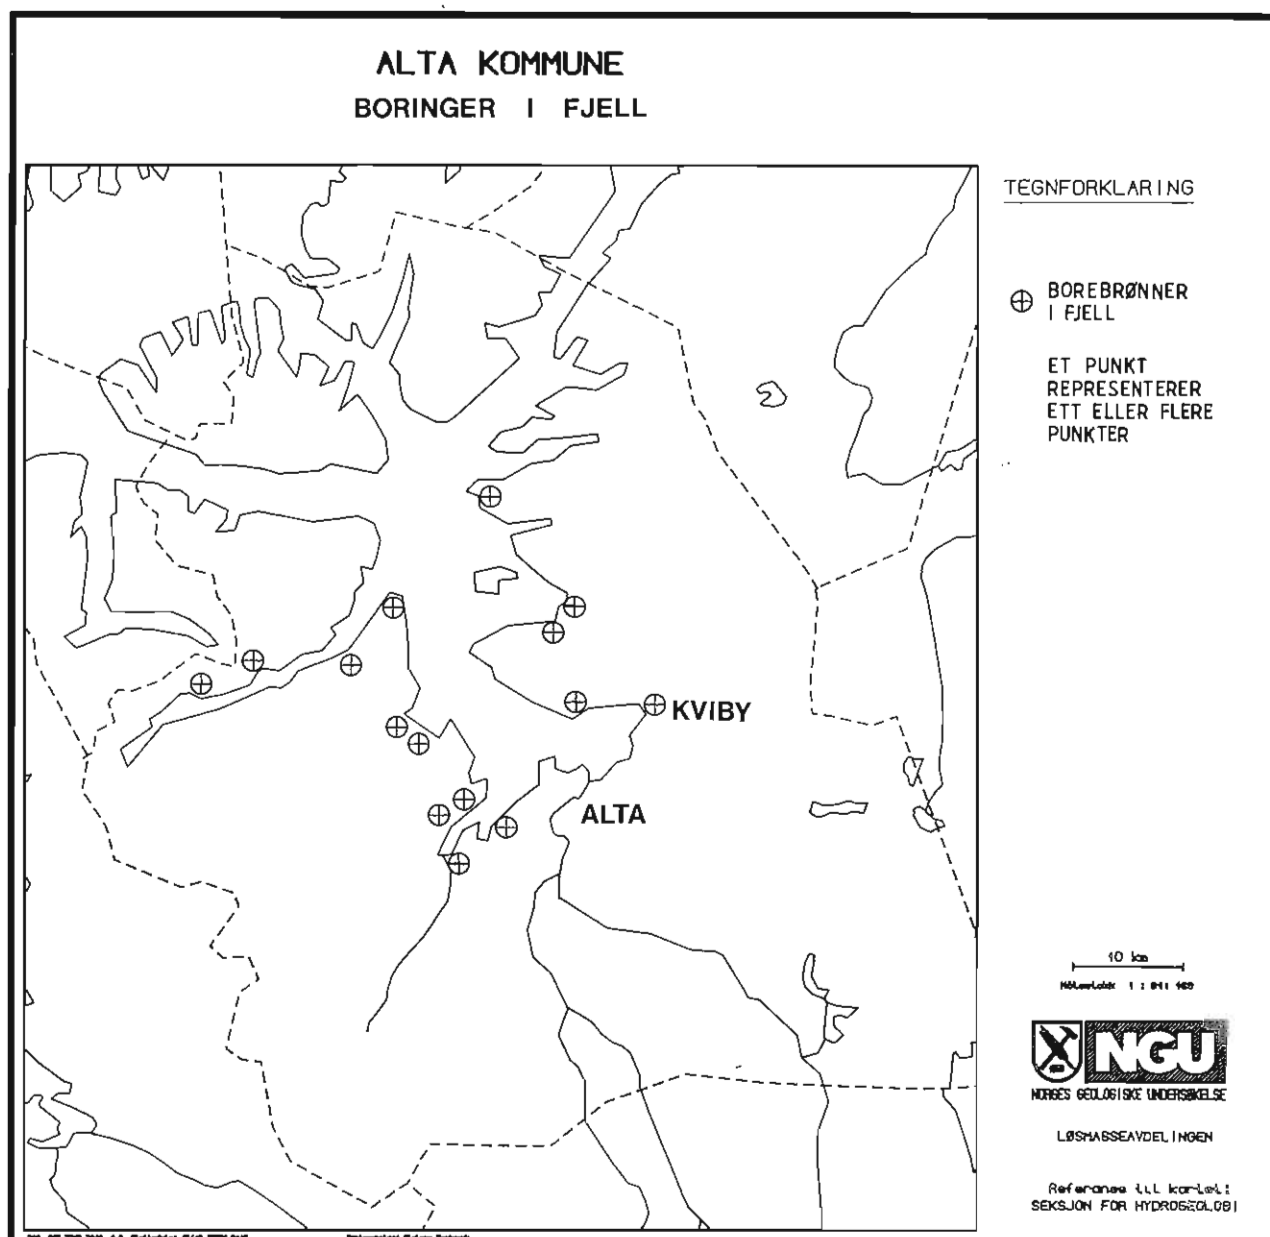 ALTA KOMMUNE
BORINGER I FJELL
TEGNFORKLARING
BOREBRØNNER
I FJELL
ET PUNKT
REPRESENTERER
ETT ELLER FLERE
PUNKTER
KVIBY
ALTA
10 km
NGU
NORGES GEOLOGISKE UNDERSØKELSE
LØSMASSEAVDELINGEN
Referanse til kartet:
SEKSJON FOR HYDROGEOLOGI